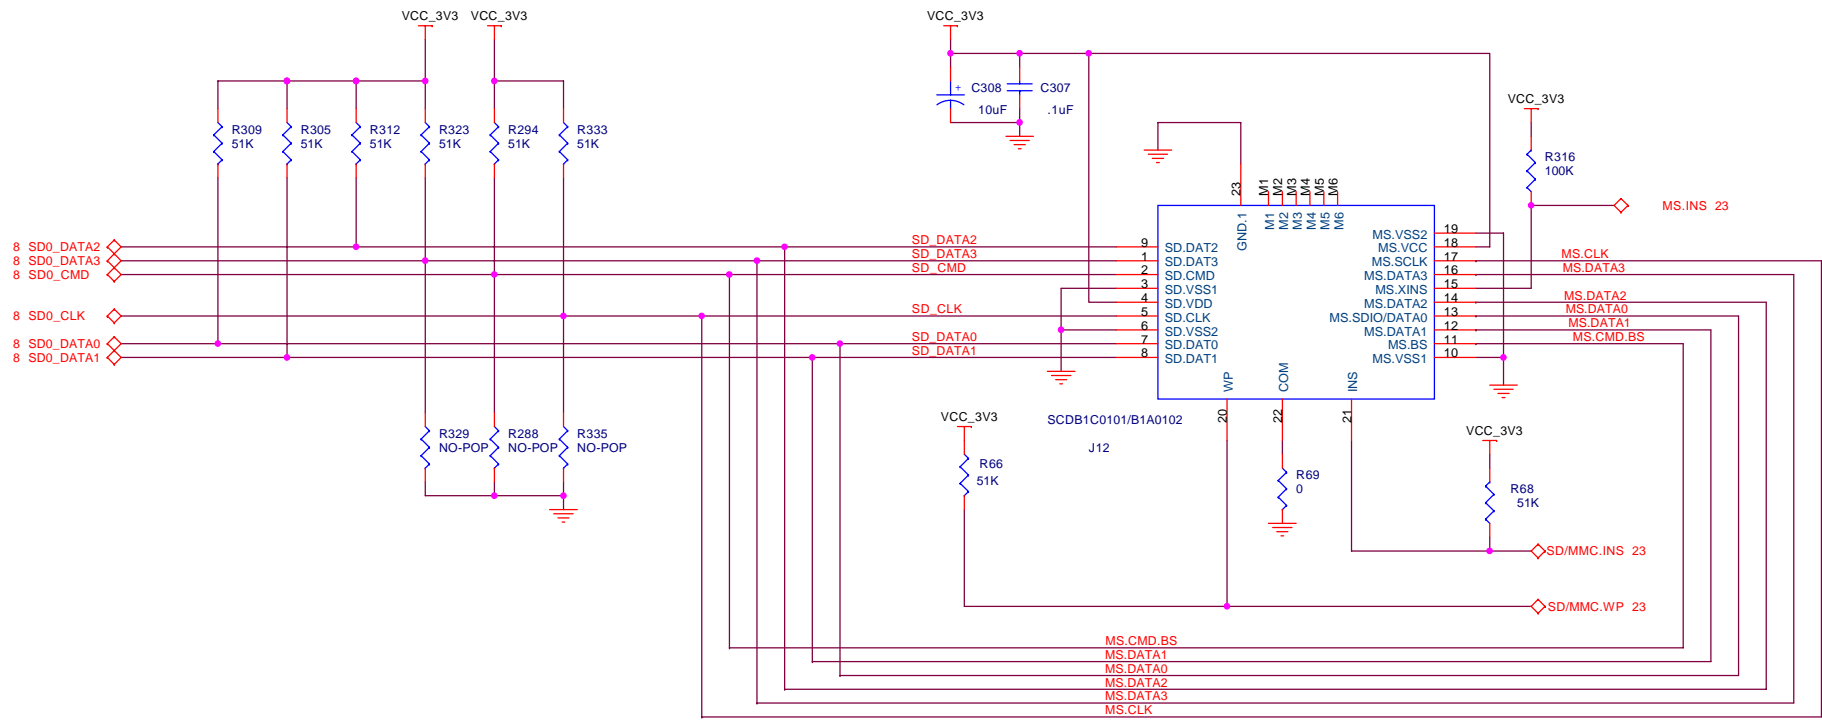 VCC_3V3 VCC_3V3
VCC_3V3
VCC_3V3
R309
51K
R305
51K
R312
51K
R323
51K
R294
51K
R333
51K
+
C308
10uF
C307
.1uF
R316
100K
MS.INS 23
23
GND.1
M1
M2
M3
M4
M5
M6
M1
M2
M3
M4
M5
M6
8 SD0_DATA2
8 SD0_DATA3
8 SD0_CMD
8 SD0_CLK
8 SD0_DATA0
8 SD0_DATA1
SD_DATA2
SD_DATA3
SD_CMD
SD_CLK
SD_DATA0
SD_DATA1
9 SD.DAT2
1 SD.DAT3
2 SD.CMD
3 SD.VSS1
4 SD.VDD
5 SD.CLK
6 SD.VSS2
7 SD.DAT0
8 SD.DAT1
MS.VSS2 19
MS.VCC 18
MS.SCLK 17
MS.DATA3 16
MS.XINS 15
MS.DATA2 14
MS.SDIO/DATA0 13
MS.DATA1 12
MS.BS 11
MS.VSS1 10
MS.CLK
MS.DATA3
MS.DATA2
MS.DATA0
MS.DATA1
MS.CMD.BS
WP
COM
INS
20
22
21
SCDB1C0101/B1A0102
J12
R329
NO-POP
R288
NO-POP
R335
NO-POP
VCC_3V3
R66
51K
R69
0
VCC_3V3
R68
51K
SD/MMC.INS 23
SD/MMC.WP 23
MS.CMD.BS
MS.DATA1
MS.DATA0
MS.DATA2
MS.DATA3
MS.CLK